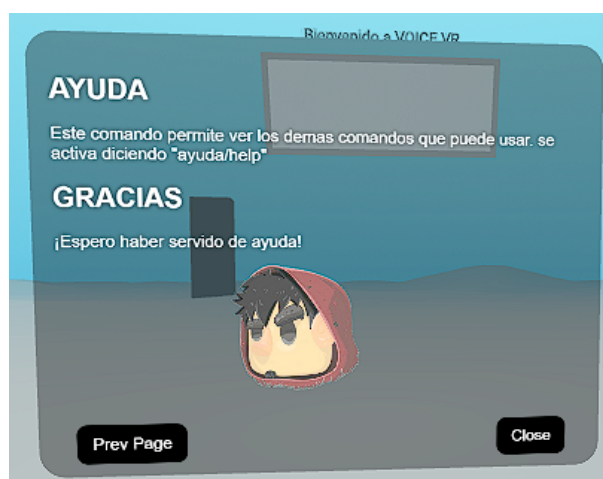 Bienvenido a VOICE VR
AYUDA
Este comando permite ver los demas comandos que puede usar. se
activa diciendo "ayuda/help"
GRACIAS
¡Espero haber servido de ayuda!
Prev Page
Close